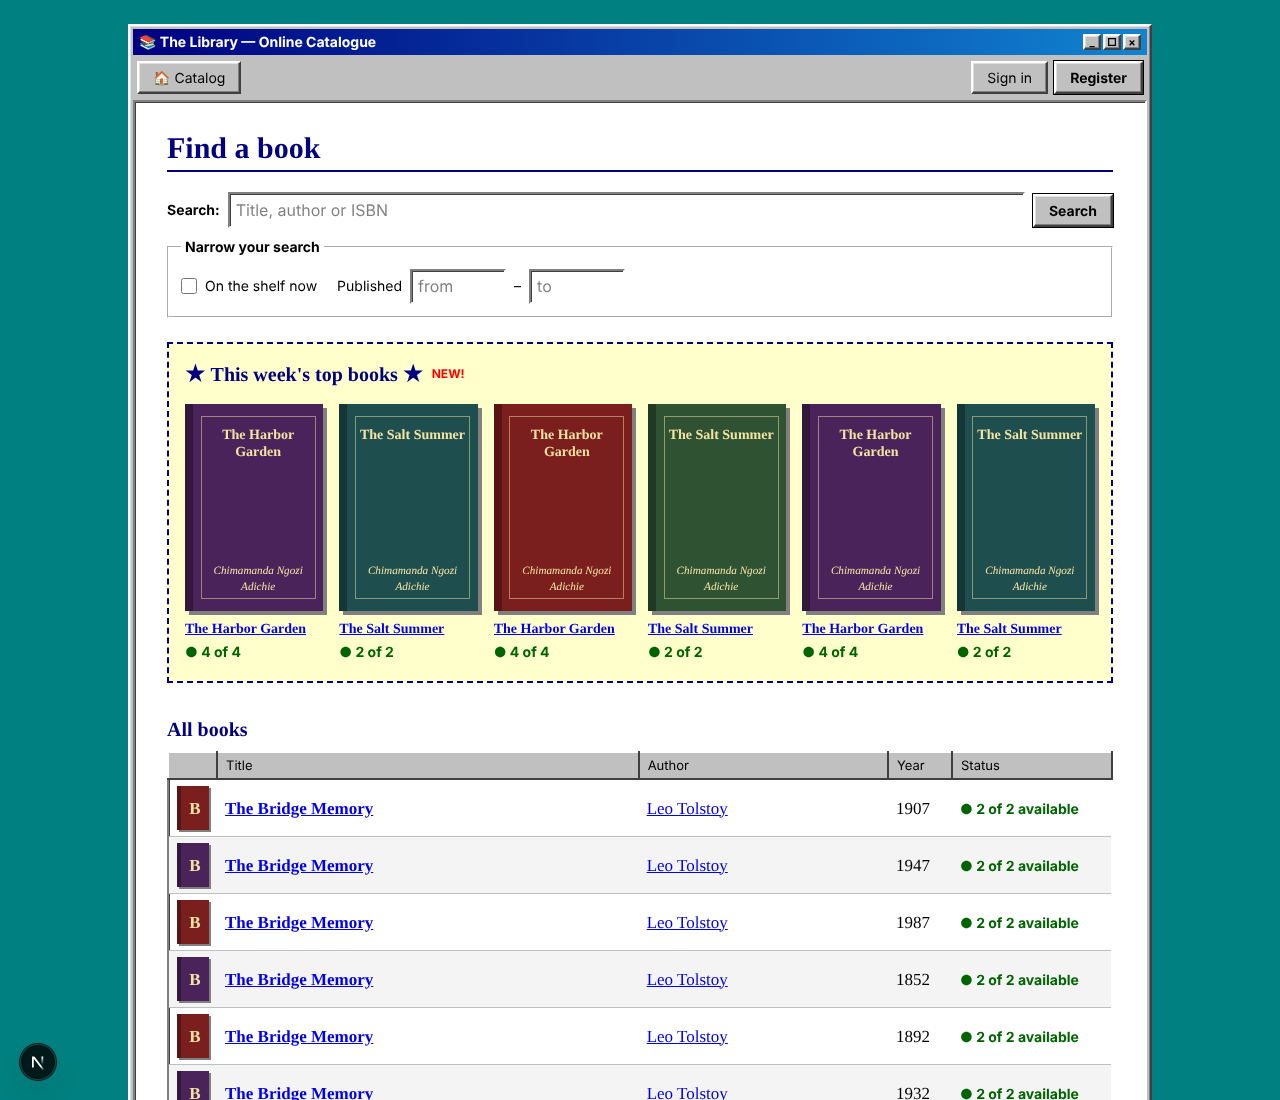 📚 The Library — Online Catalogue
🏠 Catalog Sign in Register
Find a book
Search: Title, author or ISBN Search
Narrow your search
On the shelf now Published from – to
★ This week's top books ★ NEW!
The Harbor
Garden
Chimamanda Ngozi
Adichie
The Harbor Garden
● 4 of 4
The Salt Summer
Chimamanda Ngozi
Adichie
The Salt Summer
● 2 of 2
The Harbor
Garden
Chimamanda Ngozi
Adichie
The Harbor Garden
● 4 of 4
The Salt Summer
Chimamanda Ngozi
Adichie
The Salt Summer
● 2 of 2
The Harbor
Garden
Chimamanda Ngozi
Adichie
The Harbor Garden
● 4 of 4
The Salt Summer
Chimamanda Ngozi
Adichie
The Salt Summer
● 2 of 2
All books
Title Author Year Status
B The Bridge Memory Leo Tolstoy 1907 ● 2 of 2 available
B The Bridge Memory Leo Tolstoy 1947 ● 2 of 2 available
B The Bridge Memory Leo Tolstoy 1987 ● 2 of 2 available
B The Bridge Memory Leo Tolstoy 1852 ● 2 of 2 available
B The Bridge Memory Leo Tolstoy 1892 ● 2 of 2 available
B The Bridge Memory Leo Tolstoy 1932 ● 2 of 2 available
N